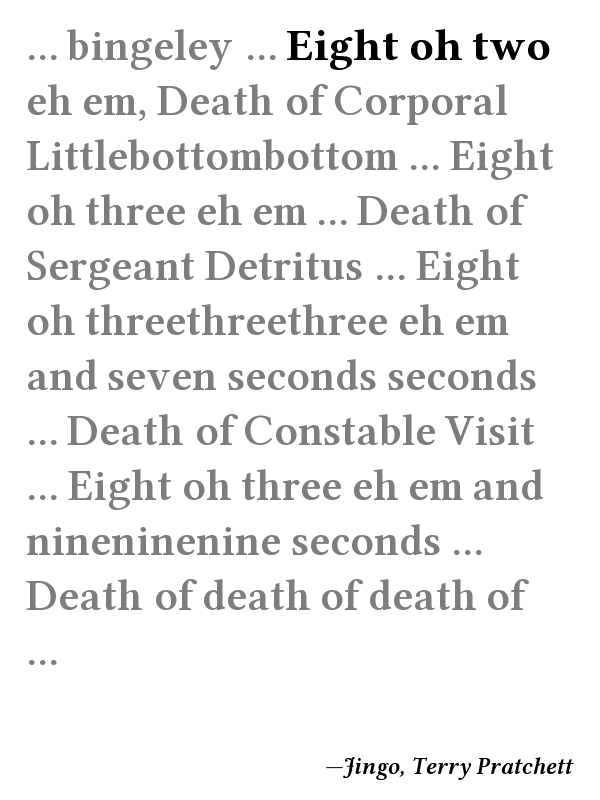 ... bingeley ... Eight oh two
eh em, Death of Corporal
Littlebottombottom ... Eight
oh three eh em ... Death of
Sergeant Detritus ... Eight
oh threethreethree eh em
and seven seconds seconds
... Death of Constable Visit
... Eight oh three eh em and
nineninenine seconds ...
Death of death of death of
...
—Jingo, Terry Pratchett